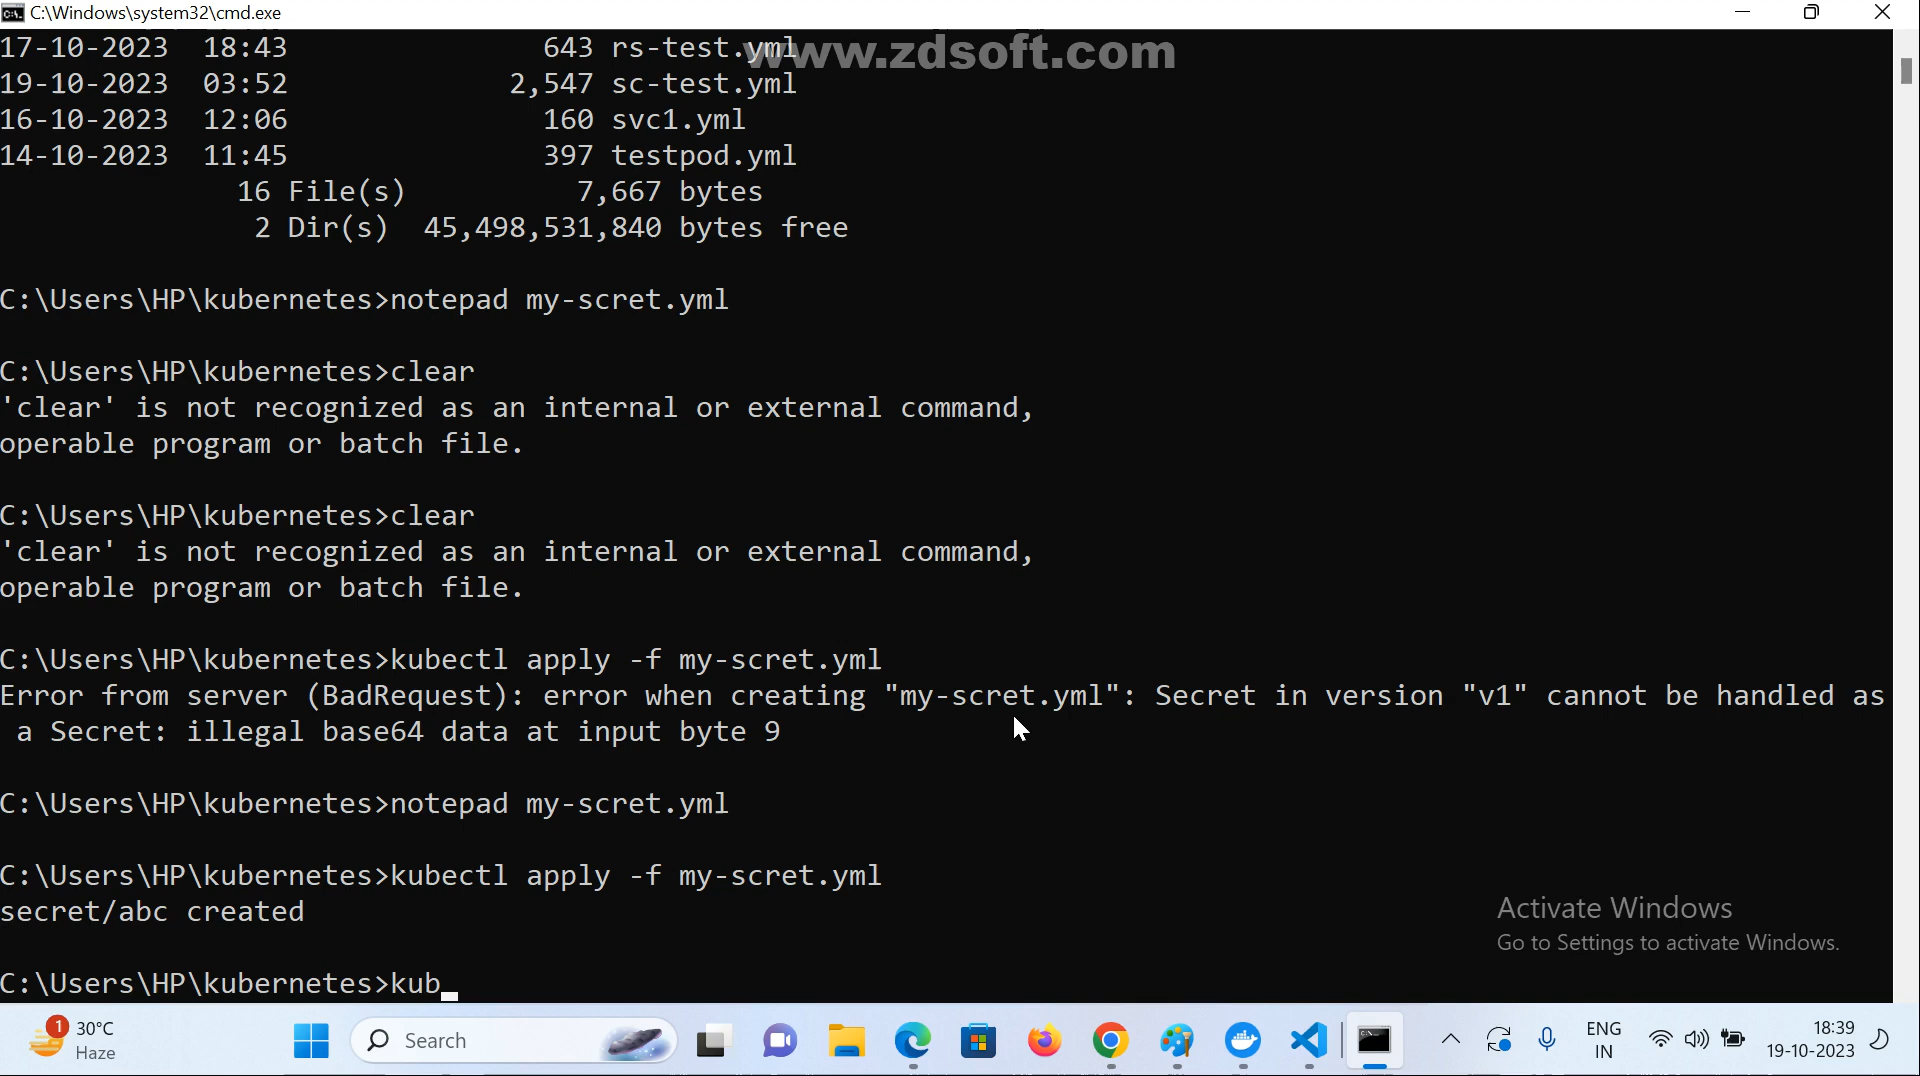 C:\Windows\system32\cmd.exe
17-10-2023  18:43               643 rs-test.yml
www.zdsoft.com
19-10-2023  03:52             2,547 sc-test.yml
16-10-2023  12:06               160 svc1.yml
14-10-2023  11:45               397 testpod.yml
16 File(s)          7,667 bytes
2 Dir(s)  45,498,531,840 bytes free
C:\Users\HP\kubernetes>notepad my-scret.yml
C:\Users\HP\kubernetes>clear
'clear' is not recognized as an internal or external command,
operable program or batch file.
C:\Users\HP\kubernetes>clear
'clear' is not recognized as an internal or external command,
operable program or batch file.
C:\Users\HP\kubernetes>kubectl apply -f my-scret.yml
Error from server (BadRequest): error when creating "my-scret.yml": Secret in version "v1" cannot be handled as
a Secret: illegal base64 data at input byte 9
C:\Users\HP\kubernetes>notepad my-scret.yml
C:\Users\HP\kubernetes>kubectl apply -f my-scret.yml
secret/abc created
Activate Windows
Go to Settings to activate Windows.
C:\Users\HP\kubernetes>kub_
1
30°C
Haze
Search
ENG
IN
18:39
19-10-2023